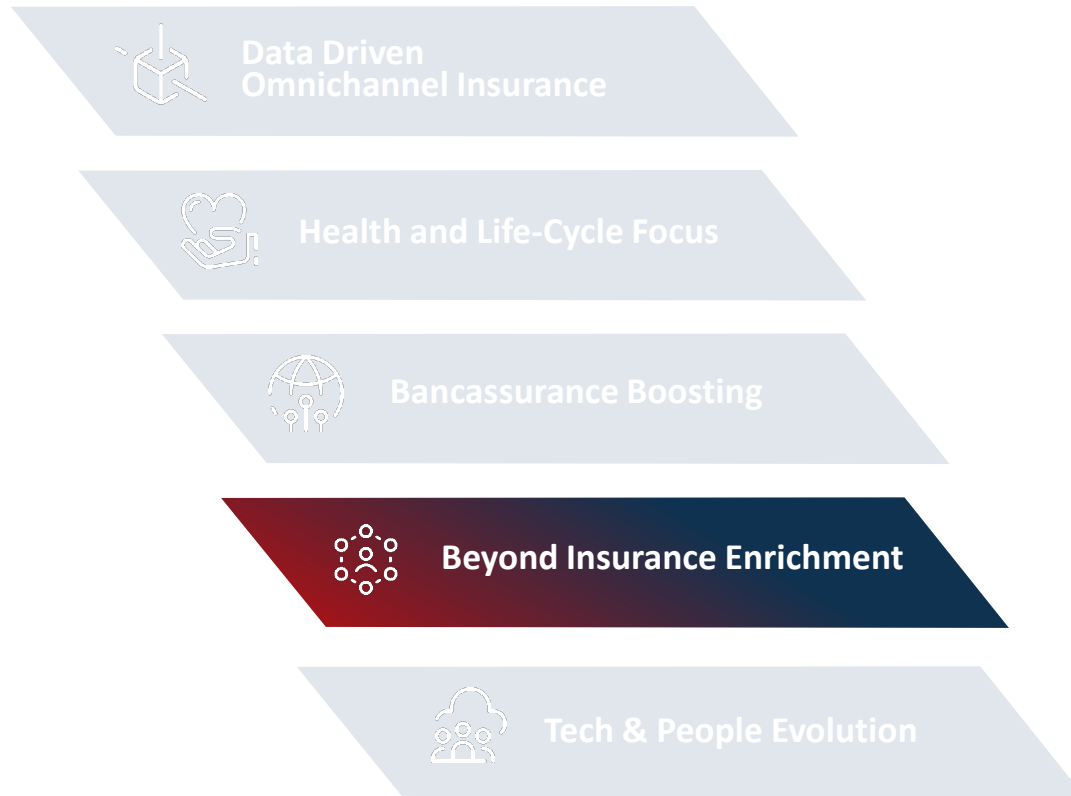 Data Driven
Omnichannel Insurance
Health and Life-Cycle Focus
Bancassurance Boosting
Beyond Insurance Enrichment
Tech & People Evolution